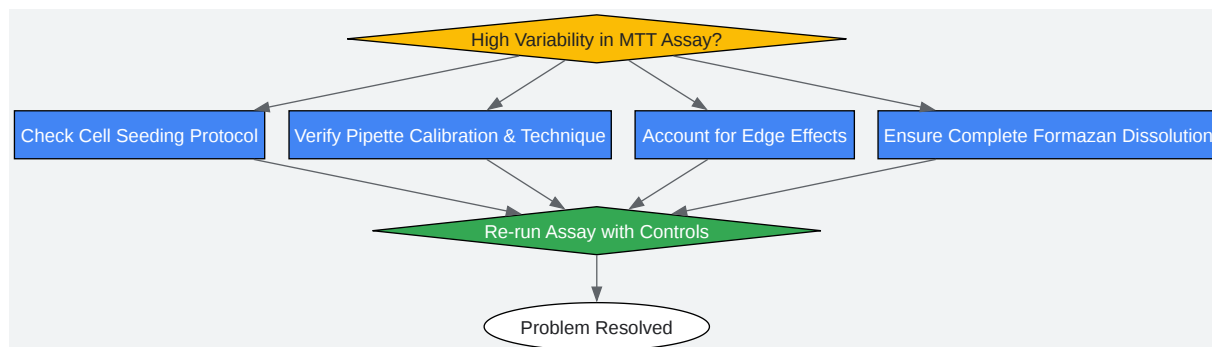 High Variability in MTT Assay?
Check Cell Seeding Protocol
Verify Pipette Calibration & Technique
Account for Edge Effects
Ensure Complete Formazan Dissolution
Re-run Assay with Controls
Problem Resolved